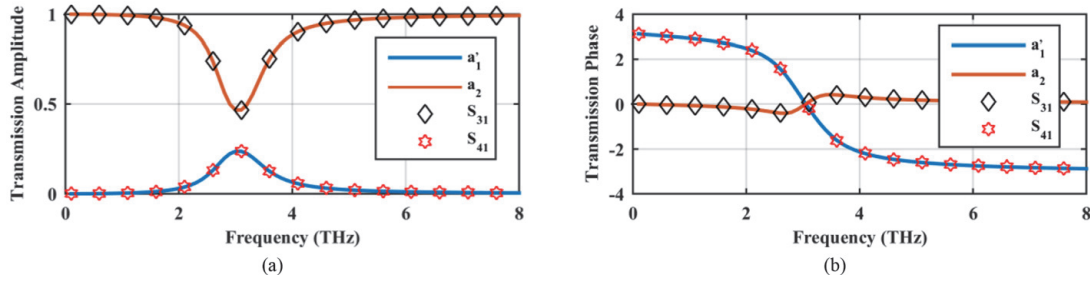 Transmission Amplitude
1
0.5
0
0
2
4
6
8
Frequency (THz)
a'1
a2
S31
S41
(a)
Transmission Phase
4
2
0
-2
-4
0
2
4
6
8
Frequency (THz)
a'1
a2
S31
S41
(b)